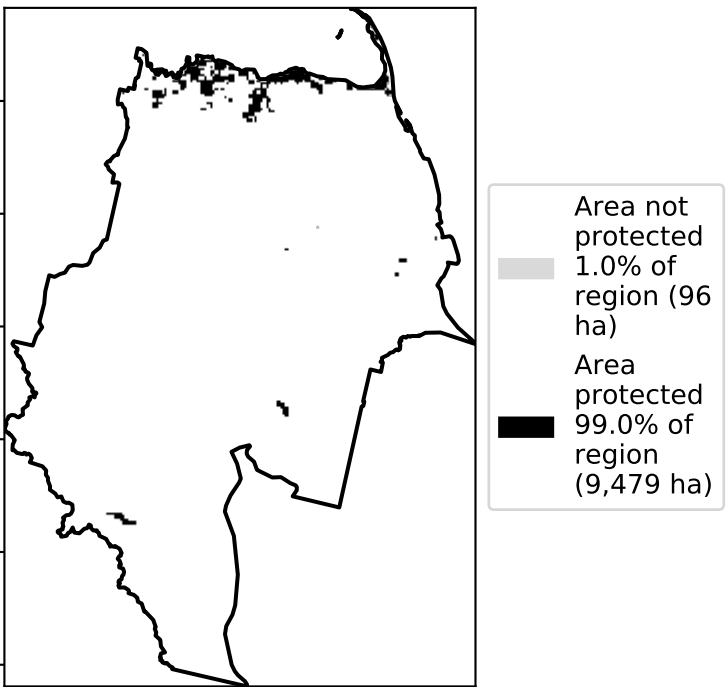 Area not
protected
1.0% of
region (96
ha)
Area
protected
99.0% of
region
(9,479 ha)